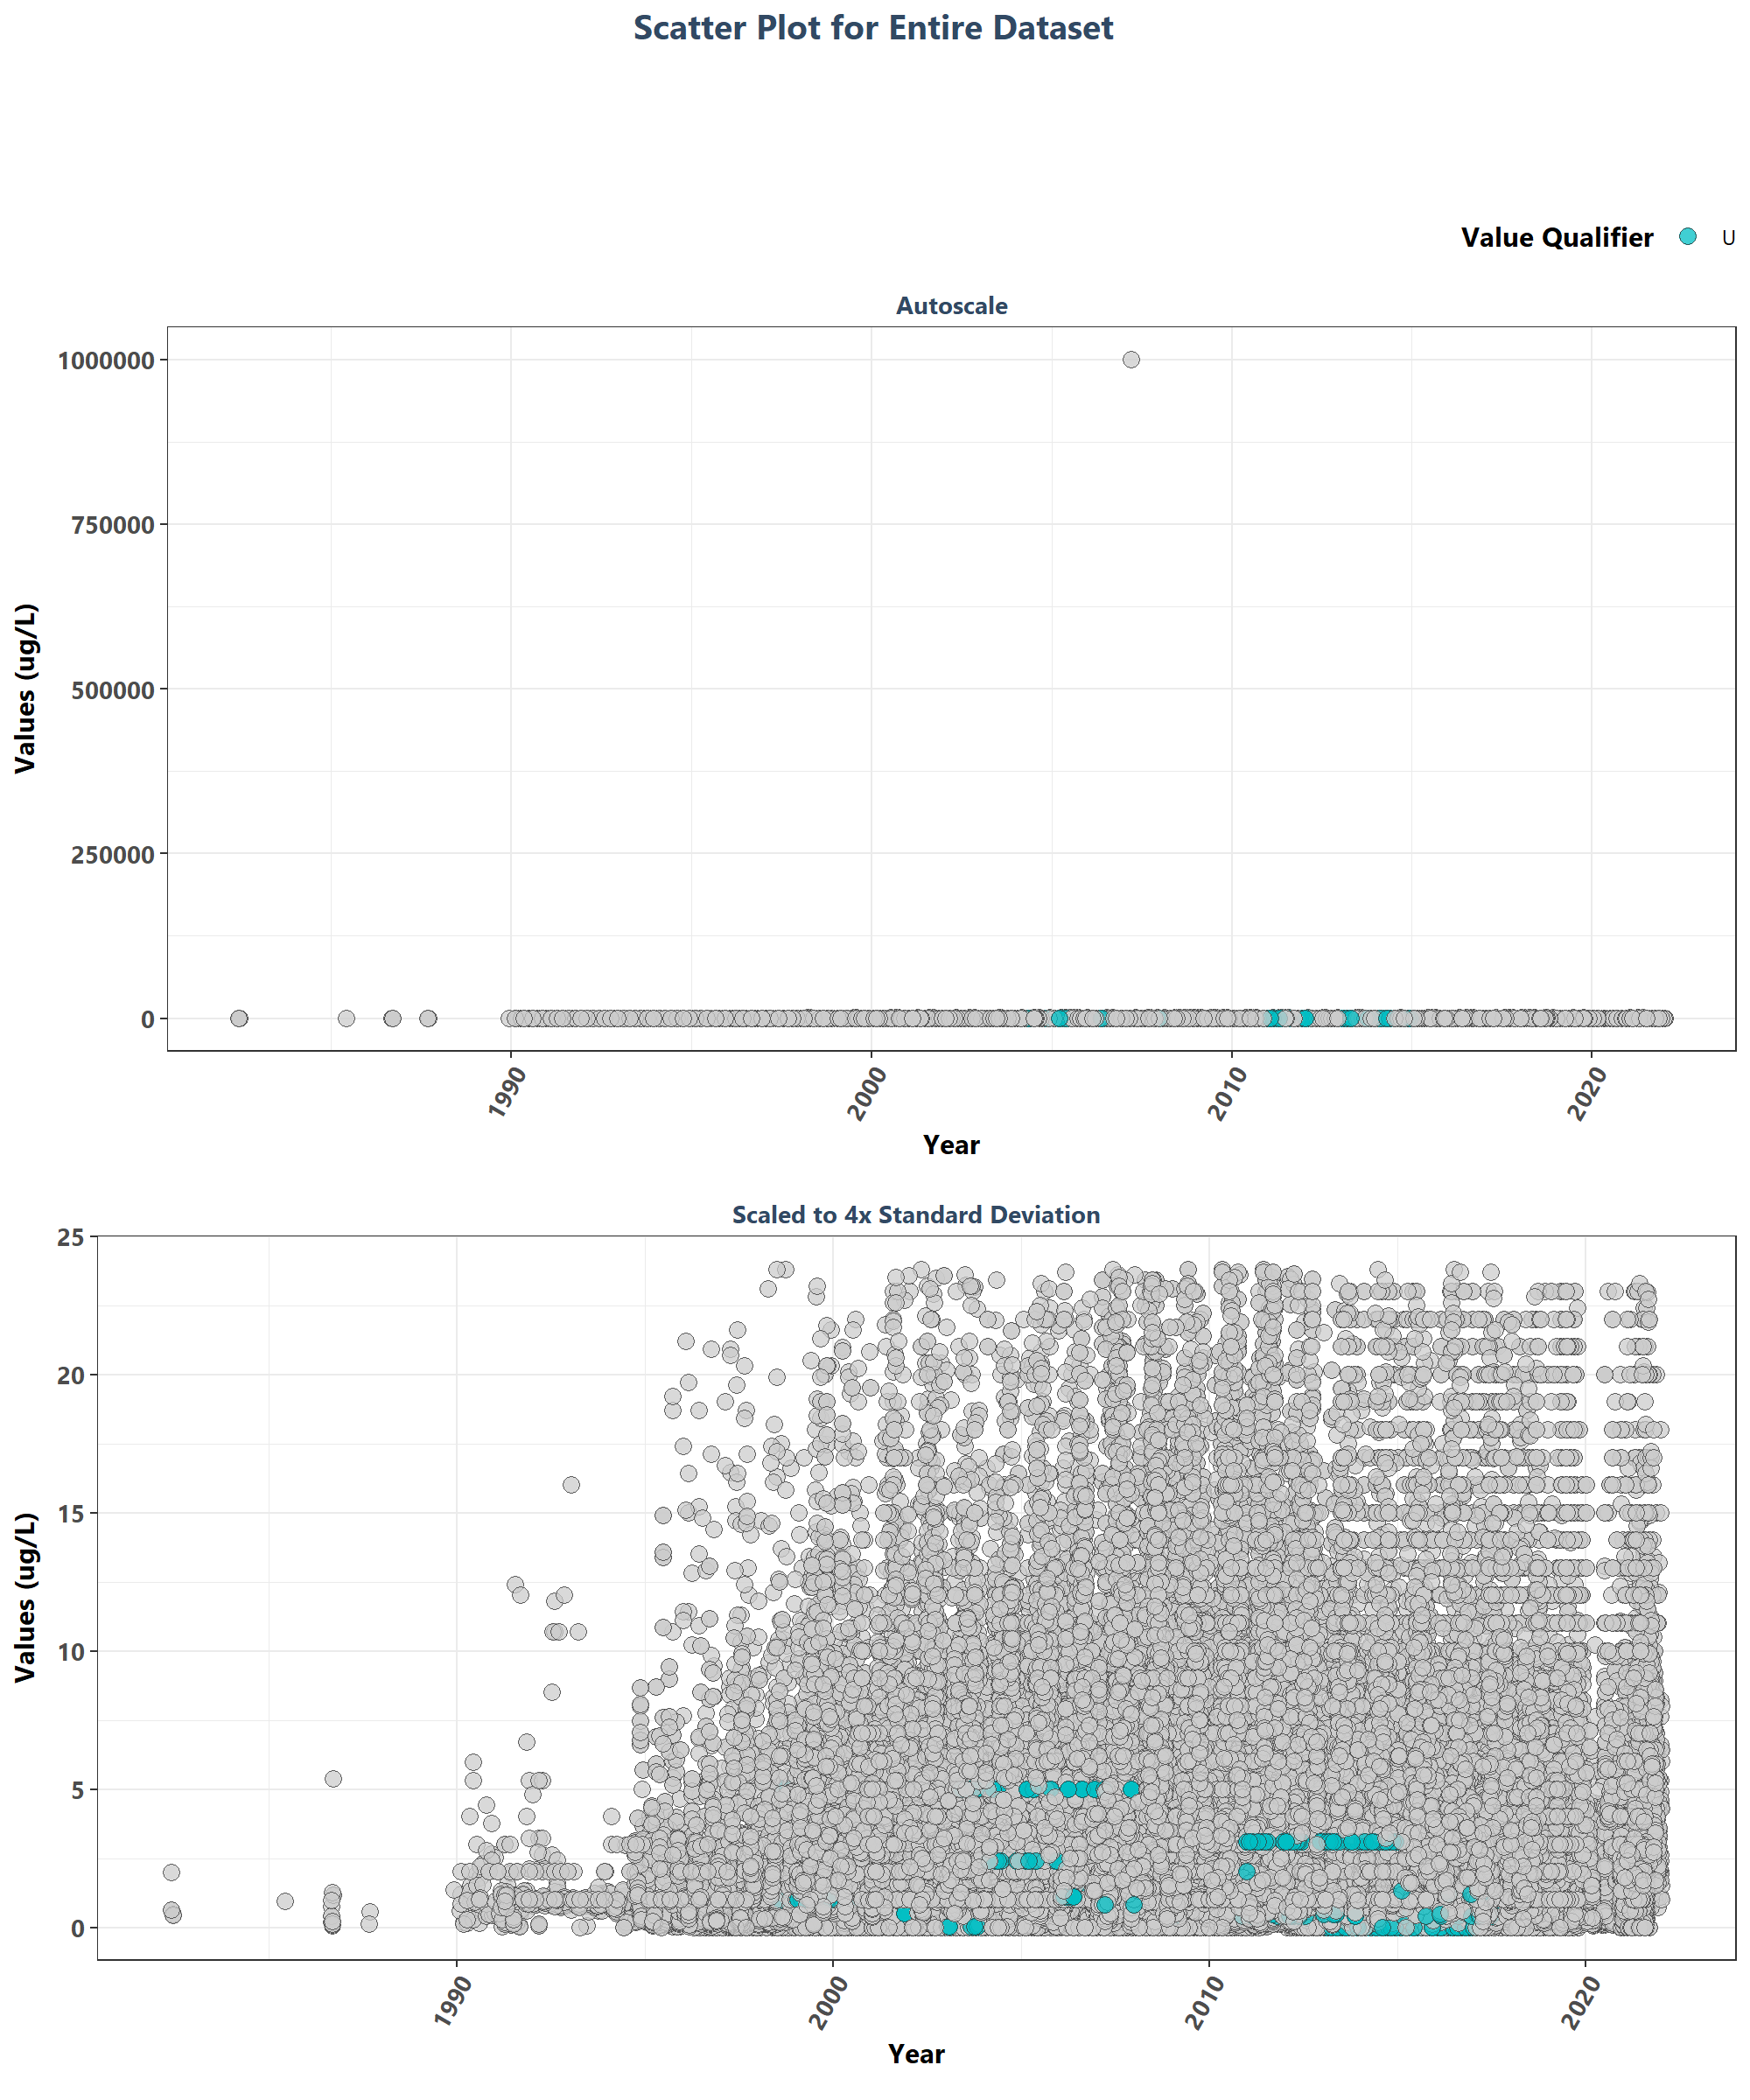 Scatter Plot for Entire Dataset
Value Qualifier U
Autoscale
1000000
750000
500000
250000
0
Values (ug/L)
1990 2000 2010 2020
Year
Scaled to 4x Standard Deviation
25
20
15
10
5
0
Values (ug/L)
1990 2000 2010 2020
Year